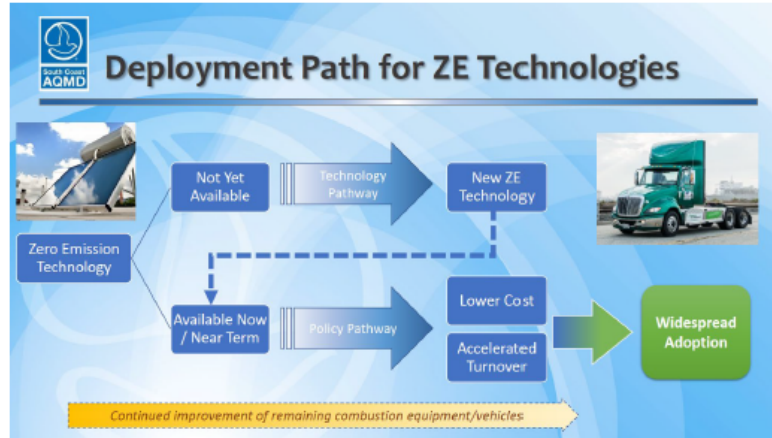 South Coast
AQMD
Deployment Path for ZE Technologies
Zero Emission
Technology
Not Yet
Available
Technology
Pathway
New ZE
Technology
Available Now
/ Near Term
Policy Pathway
Lower Cost
Accelerated
Turnover
Widespread
Adoption
Continued improvement of remaining combustion equipment/vehicles